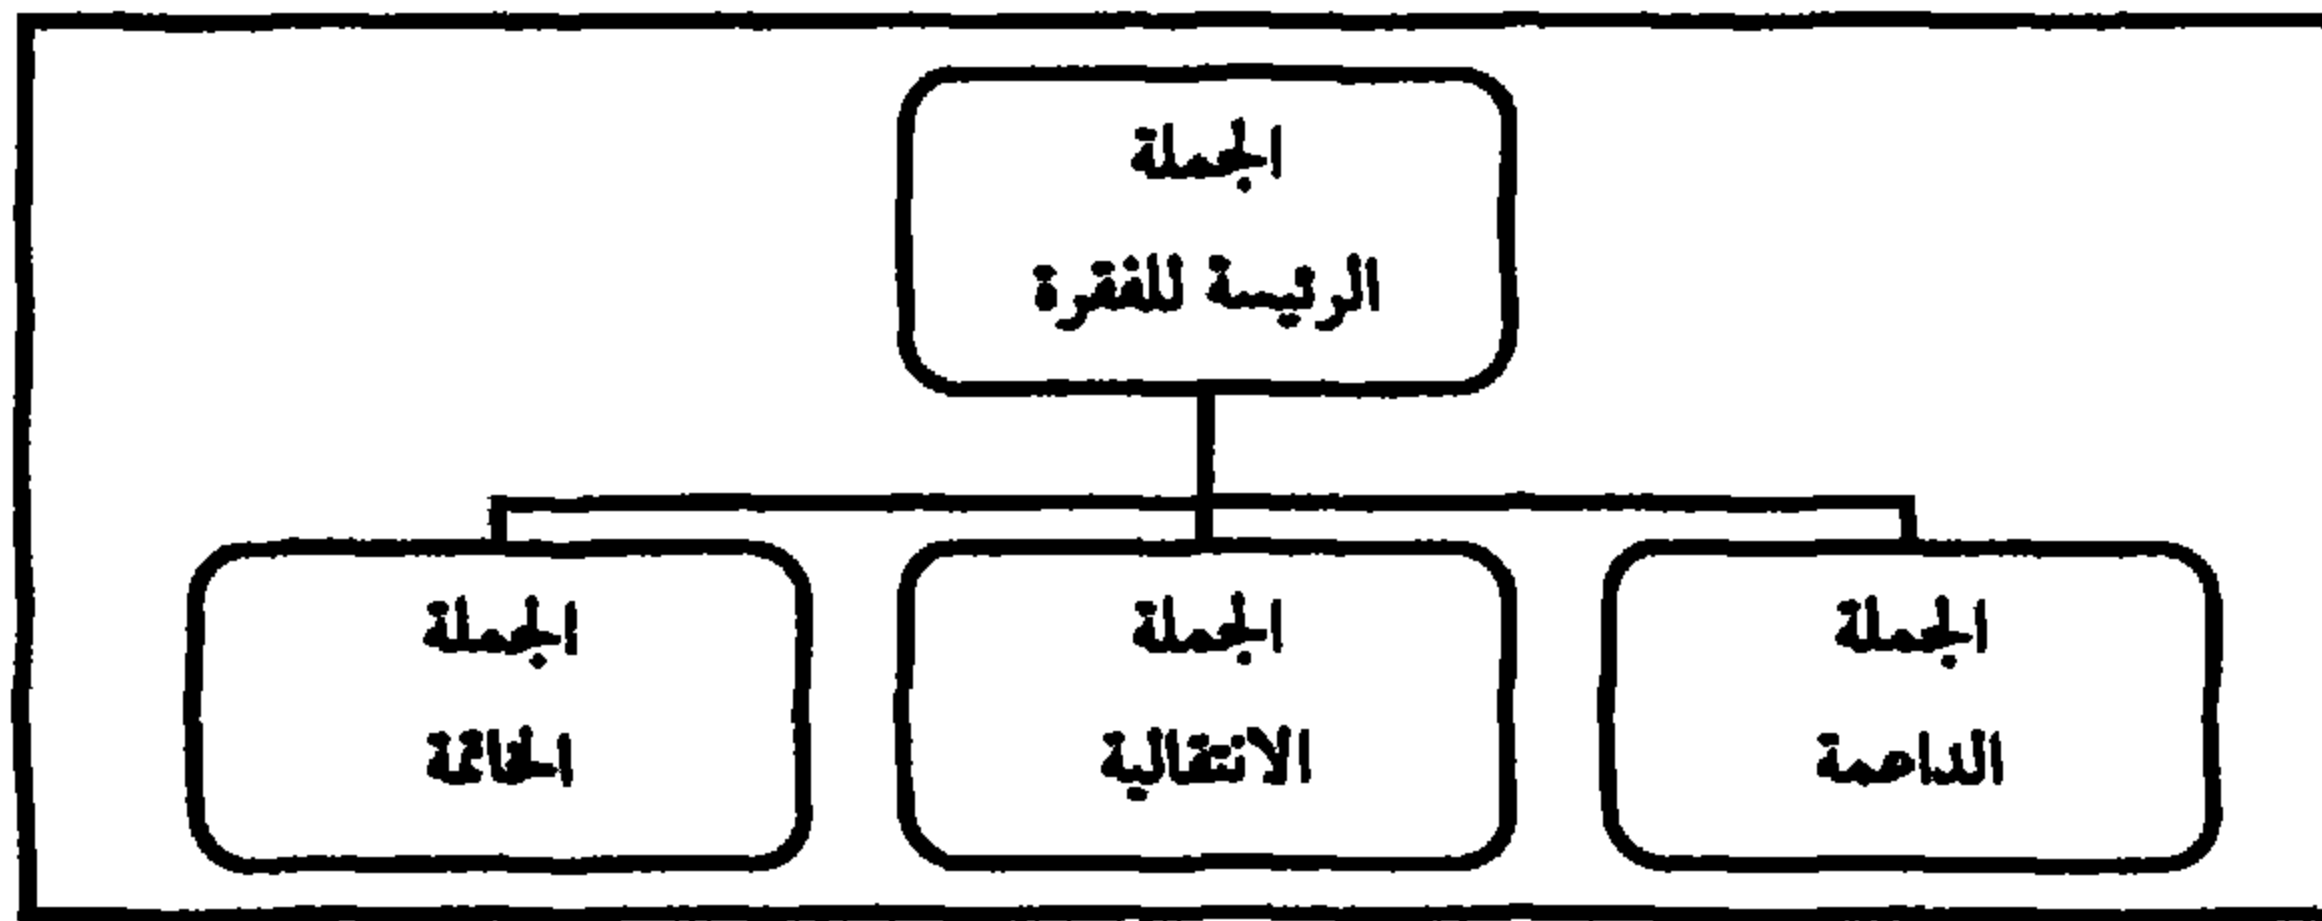 الجملة
الرئيسة للفقرة
الجملة
الداعمة
الجملة
الانتقالية
الجملة
الخاتمة